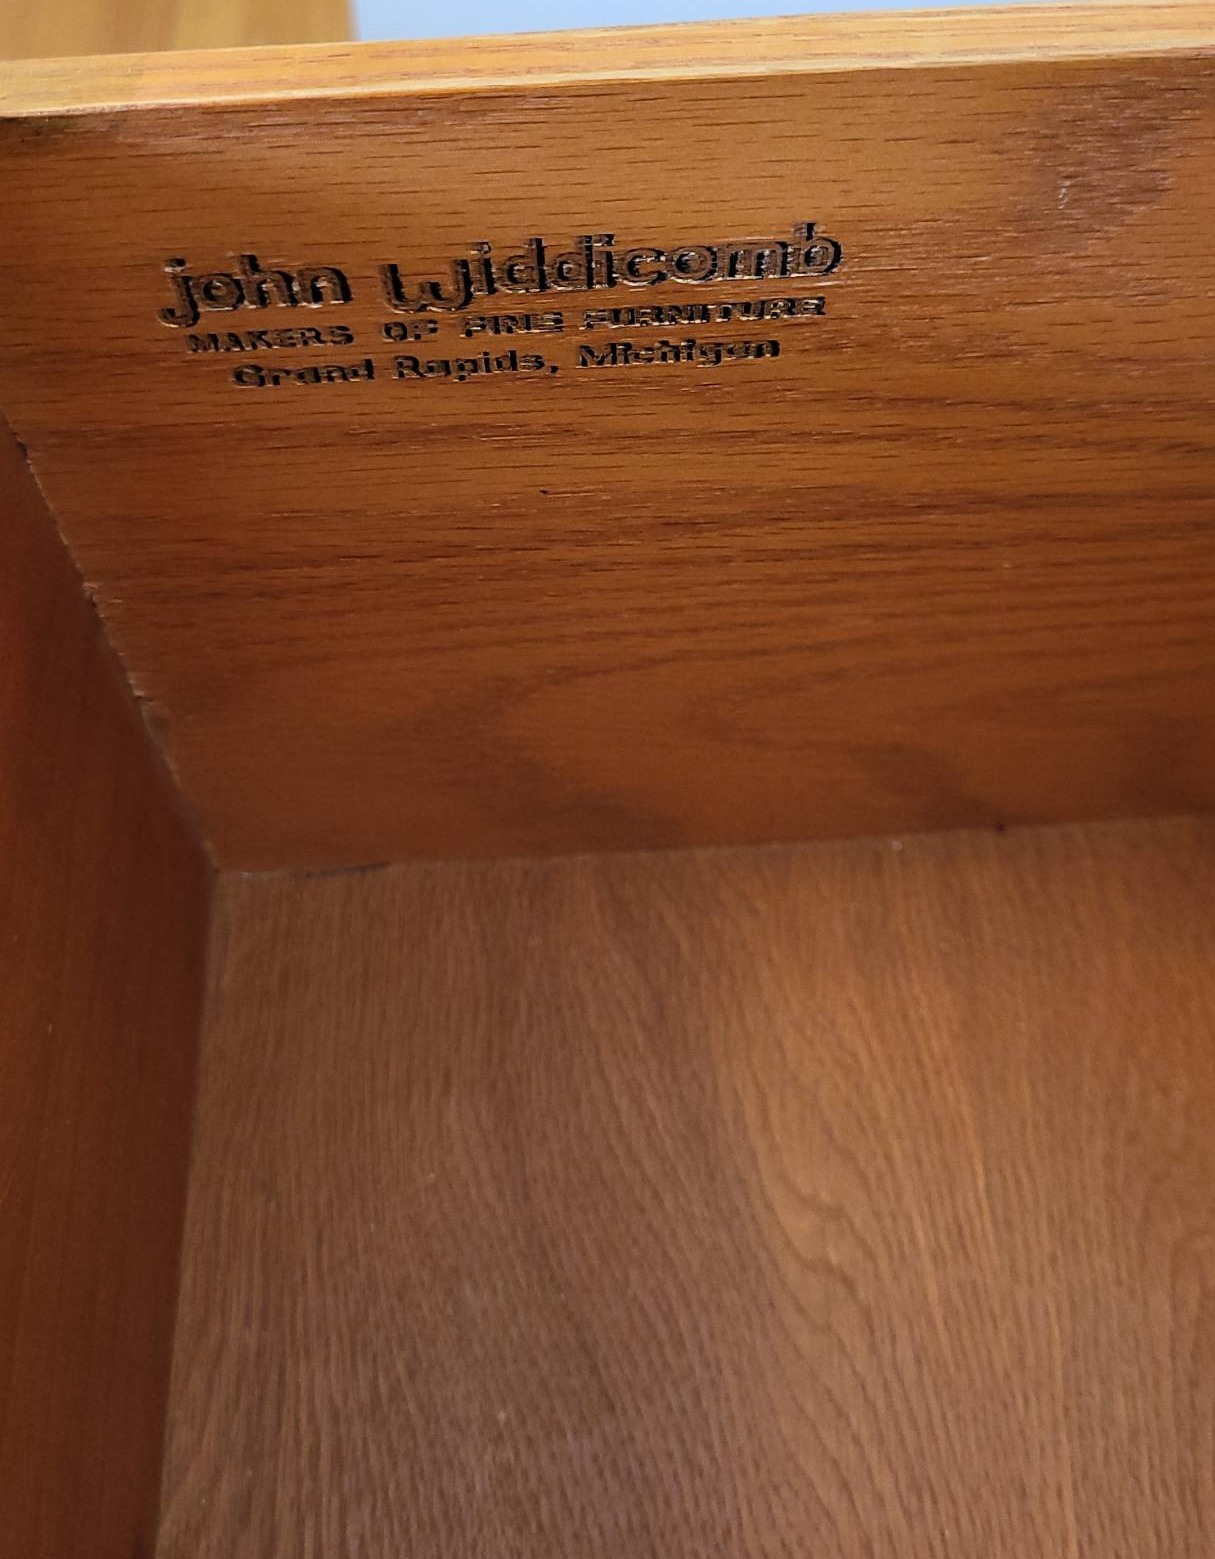 john widdicomb
MAKERS OF FINE FURNITURE
Grand Rapids, Michigan